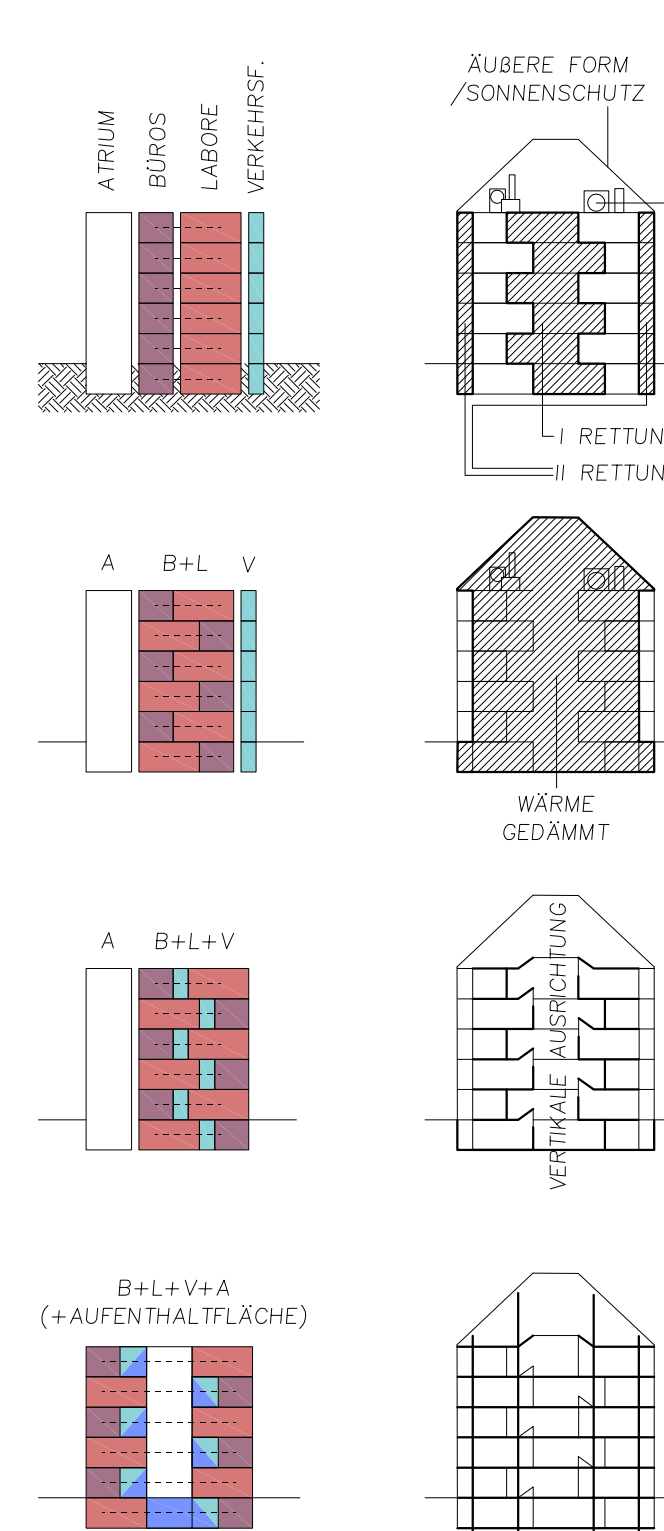 ATRIUM
BÜROS
LABORE
VERKEHRSF.
ÄUßERE FORM
/SONNENSCHUTZ
I RETTUN
II RETTUN
A B+L V
WÄRME
GEDÄMMT
A B+L+V
VERTIKALE AUSRICHTUNG
B+L+V+A
(+AUFENTHALTFLÄCHE)